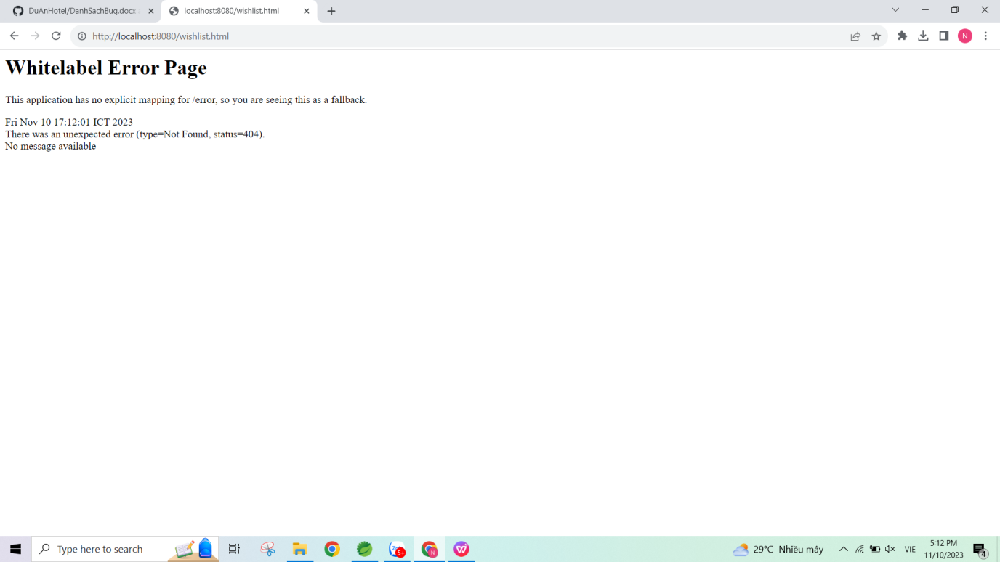 DuAnHotel/DanhSachBug.docx
localhost:8080/wishlist.html
http://localhost:8080/wishlist.html
N
Whitelabel Error Page
This application has no explicit mapping for /error, so you are seeing this as a fallback.
Fri Nov 10 17:12:01 ICT 2023
There was an unexpected error (type=Not Found, status=404).
No message available
Type here to search
5+
N
29°C Nhiều mây
VIE
5:12 PM
11/10/2023
4